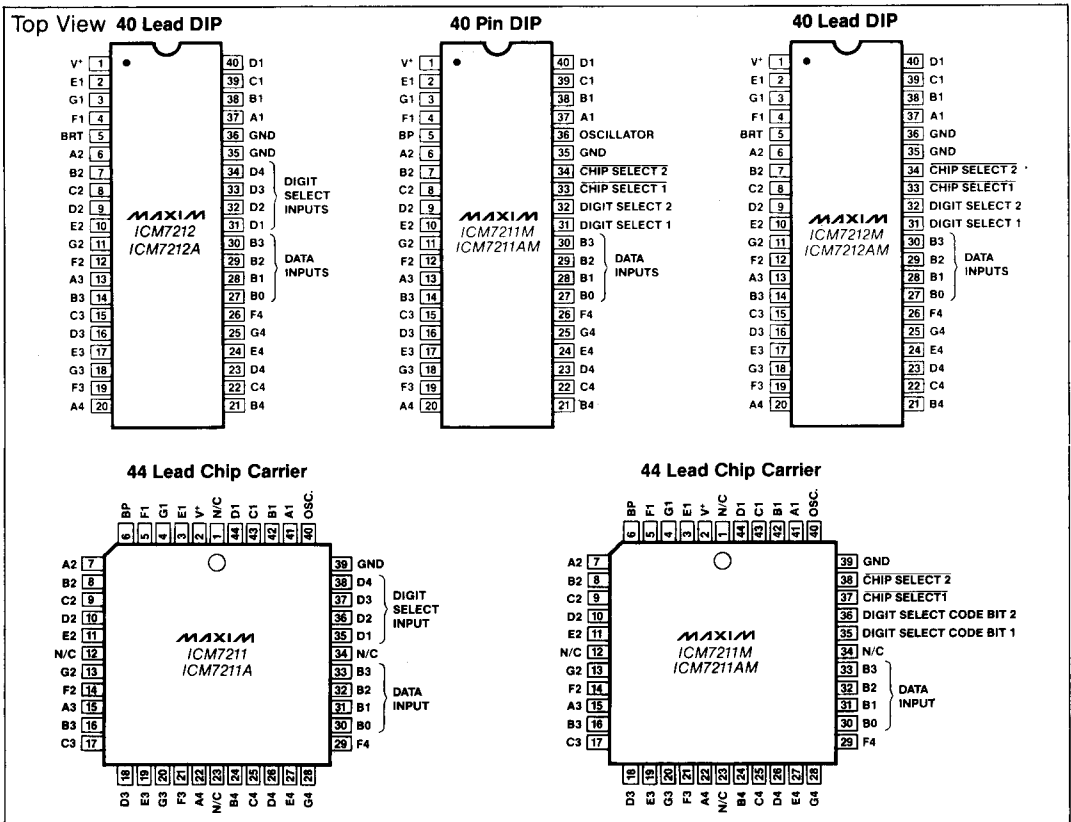 Top View 40 Lead DIP
V⁺ 1
E1 2
G1 3
F1 4
BRT 5
A2 6
B2 7
C2 8
D2 9
E2 10
G2 11
F2 12
A3 13
B3 14
C3 15
D3 16
E3 17
G3 18
F3 19
A4 20
MAXIM
ICM7212
ICM7212A
40 D1
39 C1
38 B1
37 A1
36 GND
35 GND
34 D4
33 D3
32 D2
31 D1
DIGIT
SELECT
INPUTS
30 B3
29 B2
28 B1
27 B0
DATA
INPUTS
26 F4
25 G4
24 E4
23 D4
22 C4
21 B4
40 Pin DIP
V⁺ 1
E1 2
G1 3
F1 4
BP 5
A2 6
B2 7
C2 8
D2 9
E2 10
G2 11
F2 12
A3 13
B3 14
C3 15
D3 16
E3 17
G3 18
F3 19
A4 20
MAXIM
ICM7211M
ICM7211AM
40 D1
39 C1
38 B1
37 A1
36 OSCILLATOR
35 GND
34 CHIP SELECT 2
33 CHIP SELECT 1
32 DIGIT SELECT 2
31 DIGIT SELECT 1
30 B3
29 B2
28 B1
27 B0
DATA
INPUTS
26 F4
25 G4
24 E4
23 D4
22 C4
21 B4
40 Lead DIP
V⁺ 1
E1 2
G1 3
F1 4
BRT 5
A2 6
B2 7
C2 8
D2 9
E2 10
G2 11
F2 12
A3 13
B3 14
C3 15
D3 16
E3 17
G3 18
F3 19
A4 20
MAXIM
ICM7212M
ICM7212AM
40 D1
39 C1
38 B1
37 A1
36 GND
35 GND
34 CHIP SELECT 2
33 CHIP SELECT1
32 DIGIT SELECT 2
31 DIGIT SELECT 1
30 B3
29 B2
28 B1
27 B0
DATA
INPUTS
26 F4
25 G4
24 E4
23 D4
22 C4
21 B4
44 Lead Chip Carrier
BP F1 G1 E1 V⁺ N/C D1 C1 B1 A1 OSC.
6 5 4 3 2 1 44 43 42 41 40
A2 7
B2 8
C2 9
D2 10
E2 11
N/C 12
G2 13
F2 14
A3 15
B3 16
C3 17
MAXIM
ICM7211
ICM7211A
39 GND
38 D4
37 D3
36 D2
35 D1
DIGIT
SELECT
INPUT
34 N/C
33 B3
32 B2
31 B1
30 B0
DATA
INPUT
29 F4
18 19 20 21 22 23 24 25 26 27 28
D3 E3 G3 F3 A4 N/C B4 C4 D4 E4 G4
44 Lead Chip Carrier
BP F1 G1 E1 V⁺ N/C D1 C1 B1 A1 OSC.
6 5 4 3 2 1 44 43 42 41 40
A2 7
B2 8
C2 9
D2 10
E2 11
N/C 12
G2 13
F2 14
A3 15
B3 16
C3 17
MAXIM
ICM7211M
ICM7211AM
39 GND
38 CHIP SELECT 2
37 CHIP SELECT1
36 DIGIT SELECT CODE BIT 2
35 DIGIT SELECT CODE BIT 1
34 N/C
33 B3
32 B2
31 B1
30 B0
DATA
INPUT
29 F4
18 19 20 21 22 23 24 25 26 27 28
D3 E3 G3 F3 A4 N/C B4 C4 D4 E4 G4